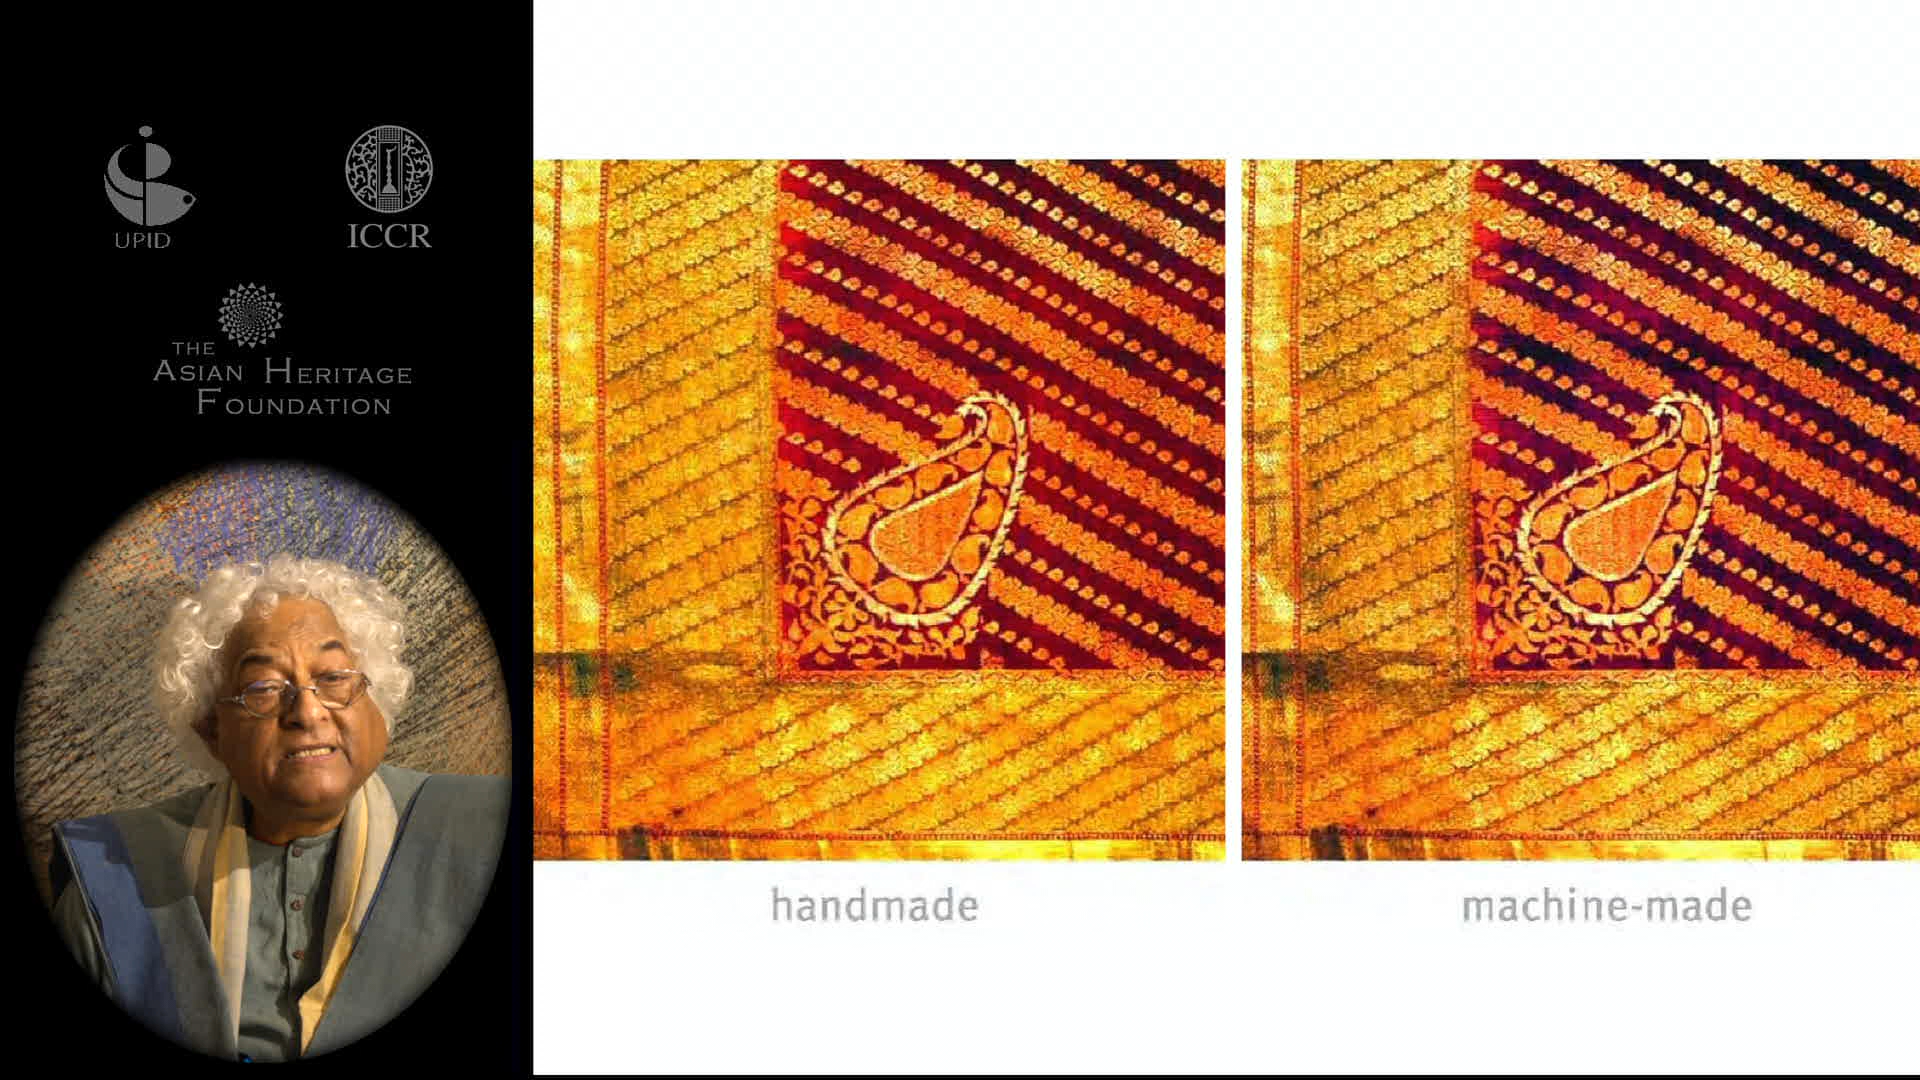 UPID
ICCR
THE
ASIAN HERITAGE
FOUNDATION
handmade
machine-made